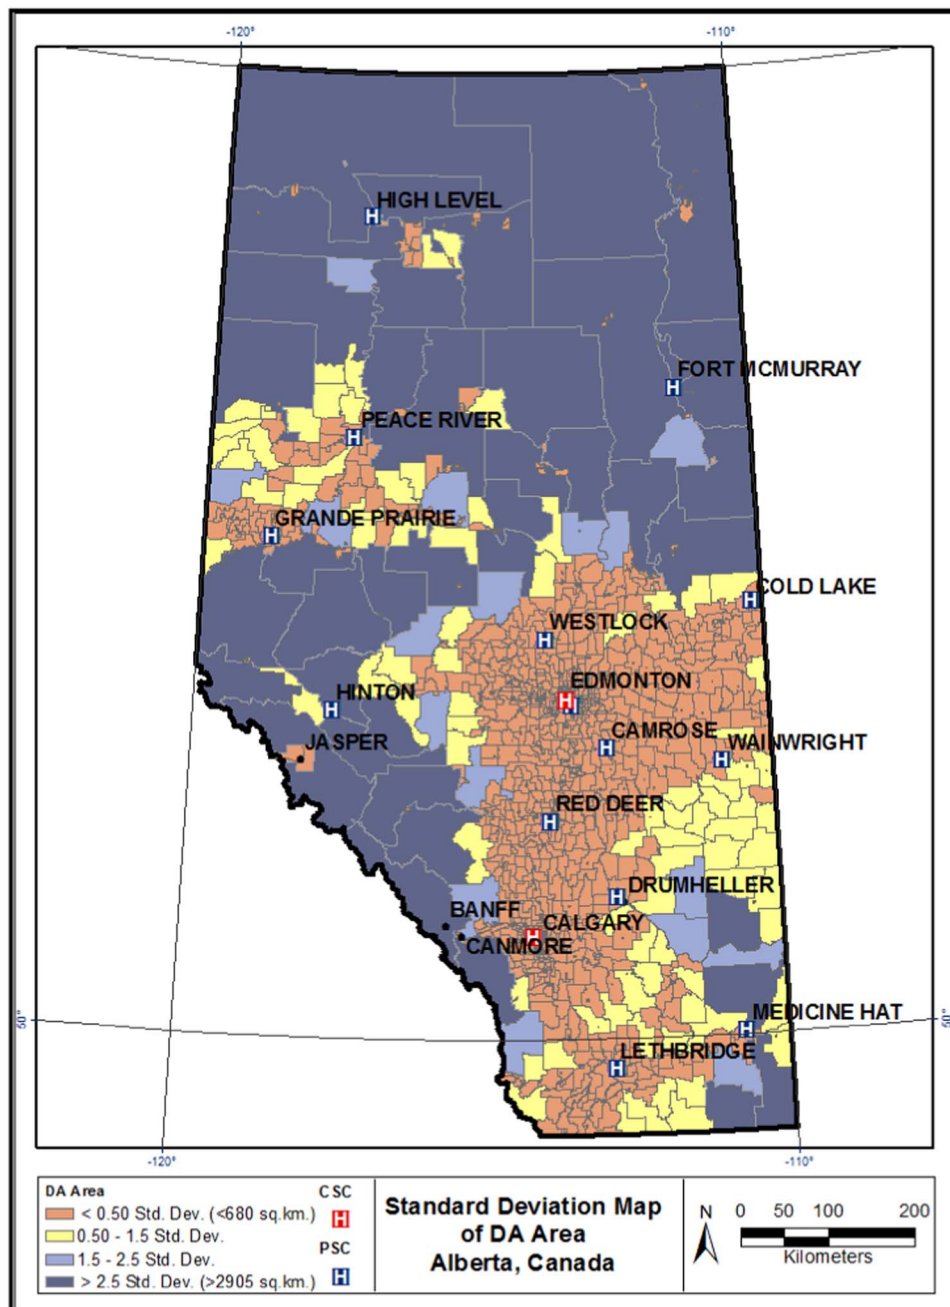 -120°
-110°
HIGH LEVEL
H
FORT MCMURRAY
H
PEACE RIVER
H
GRANDE PRAIRIE
H
COLD LAKE
H
WESTLOCK
H
EDMONTON
H
H
HINTON
H
CAMROSE
H
JASPER
WAINWRIGHT
H
RED DEER
H
DRUMHELLER
H
BANFF
CALGARY
H
CANMORE
MEDICINE HAT
H
LETHBRIDGE
H
-120°
-110°
DA Area
< 0.50 Std. Dev. (<680 sq.km.)
0.50 - 1.5 Std. Dev.
1.5 - 2.5 Std. Dev.
> 2.5 Std. Dev. (>2905 sq.km.)
CSC
H
PSC
H
Standard Deviation Map
of DA Area
Alberta, Canada
N
0 50 100 200
Kilometers